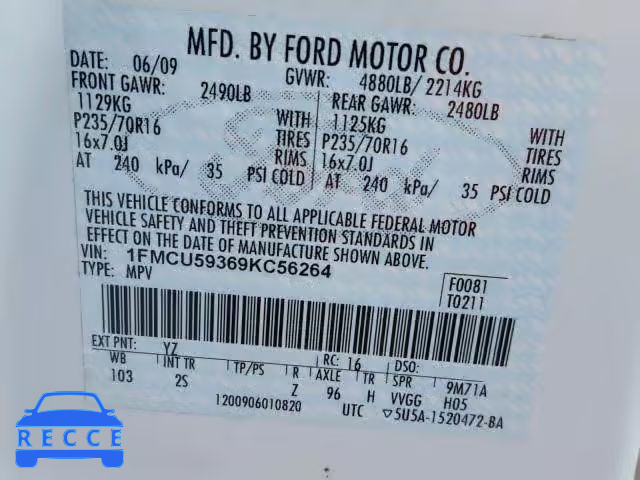 MFD. BY FORD MOTOR CO.
DATE: 06/09 GVWR: 4880LB/ 2214KG
FRONT GAWR: 2490LB REAR GAWR: 2480LB
1129KG WITH 1125KG WITH
P235/70R16 TIRES P235/70R16 TIRES
16x7.0J RIMS 16x7.0J RIMS
AT 240 kPa/ 35 PSI COLD AT 240 kPa/ 35 PSI COLD
THIS VEHICLE CONFORMS TO ALL APPLICABLE FEDERAL MOTOR
VEHICLE SAFETY AND THEFT PREVENTION STANDARDS IN
EFFECT ON THE DATE OF MANUFACTURE SHOWN ABOVE.
VIN: 1FMCU59369KC56264
TYPE: MPV
F0081
T0211
EXT PNT: YZ RC: 16 DSO:
WB INT TR TP/PS R AXLE TR SPR 9M71A
103 2S Z 96 H VVGG H05
1200906010820 UTC ▽5U5A-1520472-BA
Ford
AUTO
RECCE